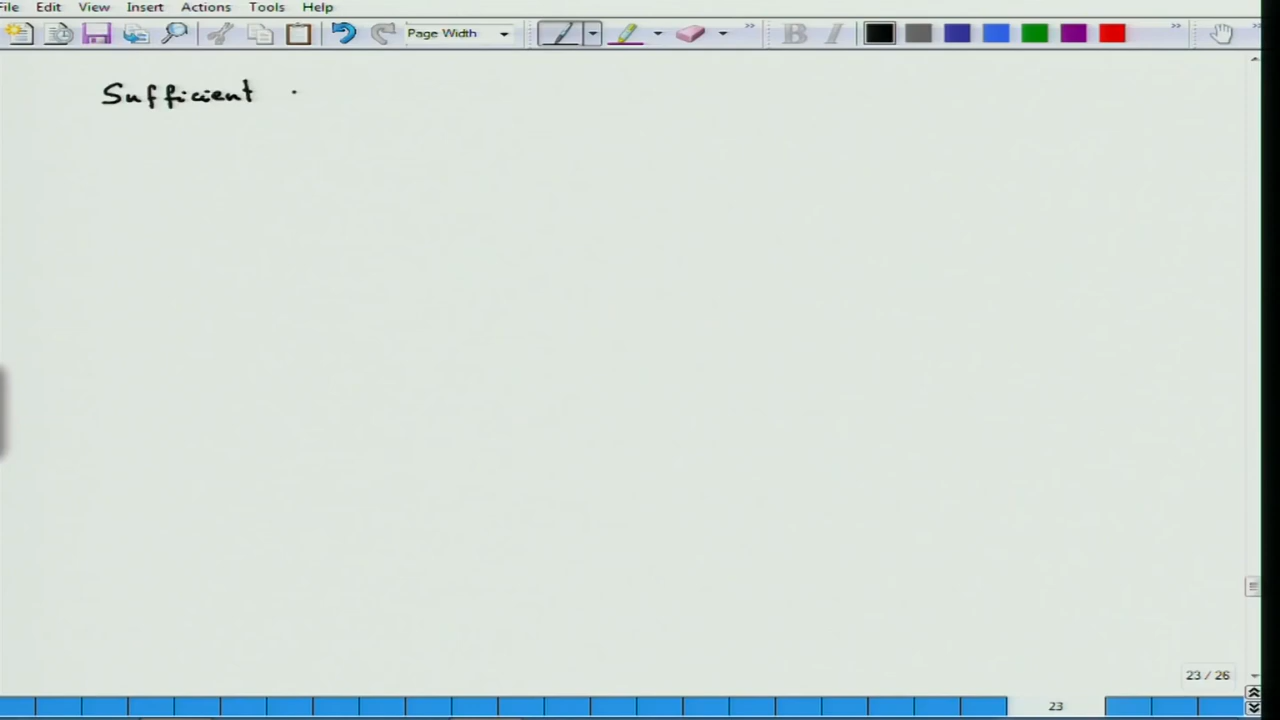 File Edit View Insert Actions Tools Help
Page Width B I
Sufficient
23 / 26
23